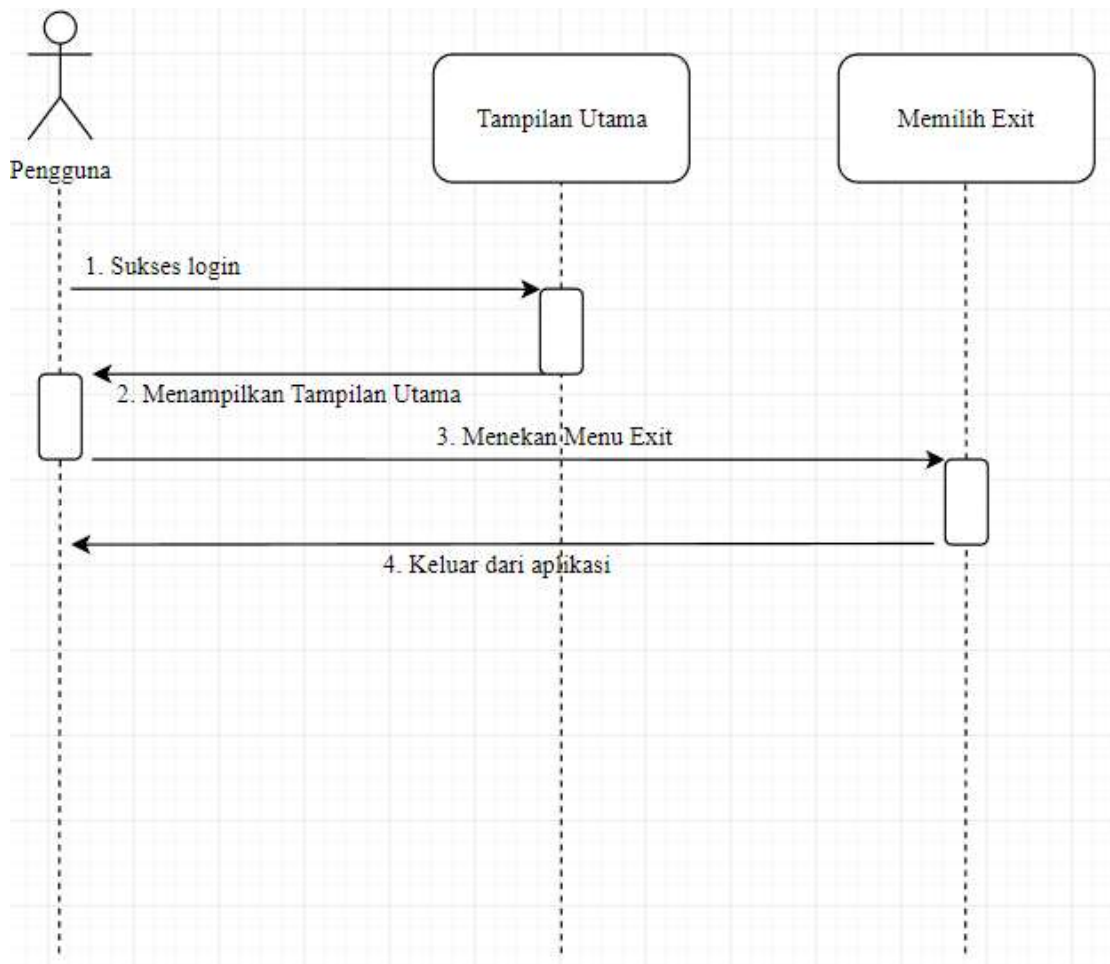 Tampilan Utama
Memilih Exit
Pengguna
1. Sukses login
2. Menampilkan Tampilan Utama
3. Menekan Menu Exit
4. Keluar dari aplikasi